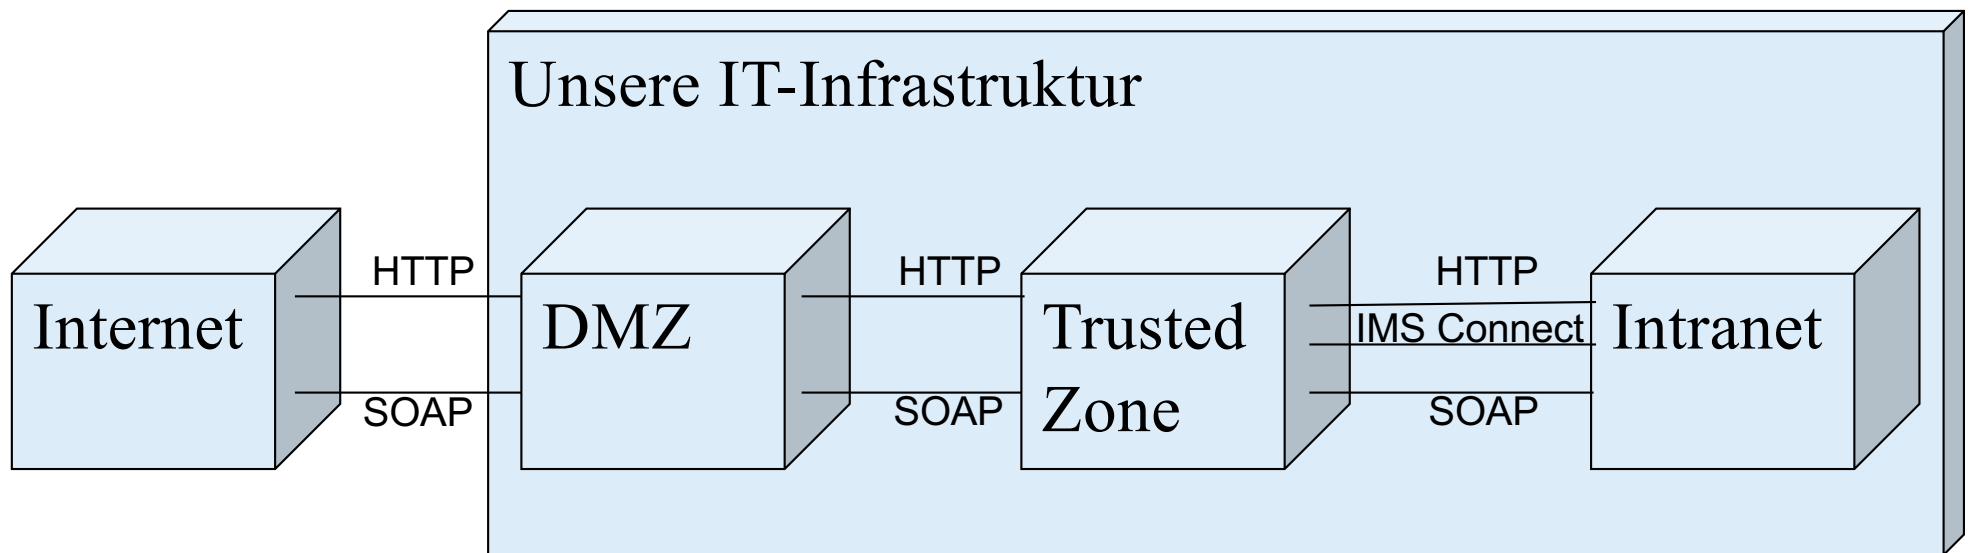 Unsere IT-Infrastruktur
HTTP
HTTP
HTTP
Internet
DMZ
Trusted
Zone
IMS Connect
Intranet
SOAP
SOAP
SOAP